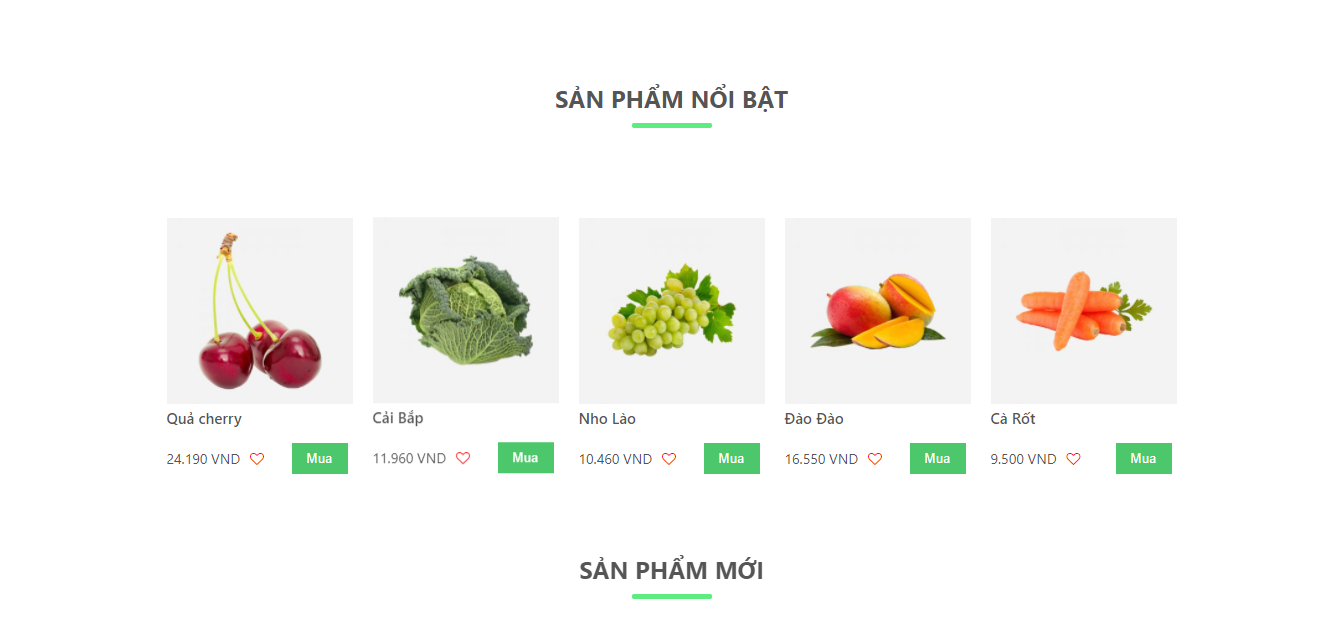 SẢN PHẨM NỔI BẬT
Quả cherry
24.190 VND
Mua
Cải Bắp
11.960 VND
Mua
Nho Lào
10.460 VND
Mua
Đào Đào
16.550 VND
Mua
Cà Rốt
9.500 VND
Mua
SẢN PHẨM MỚI